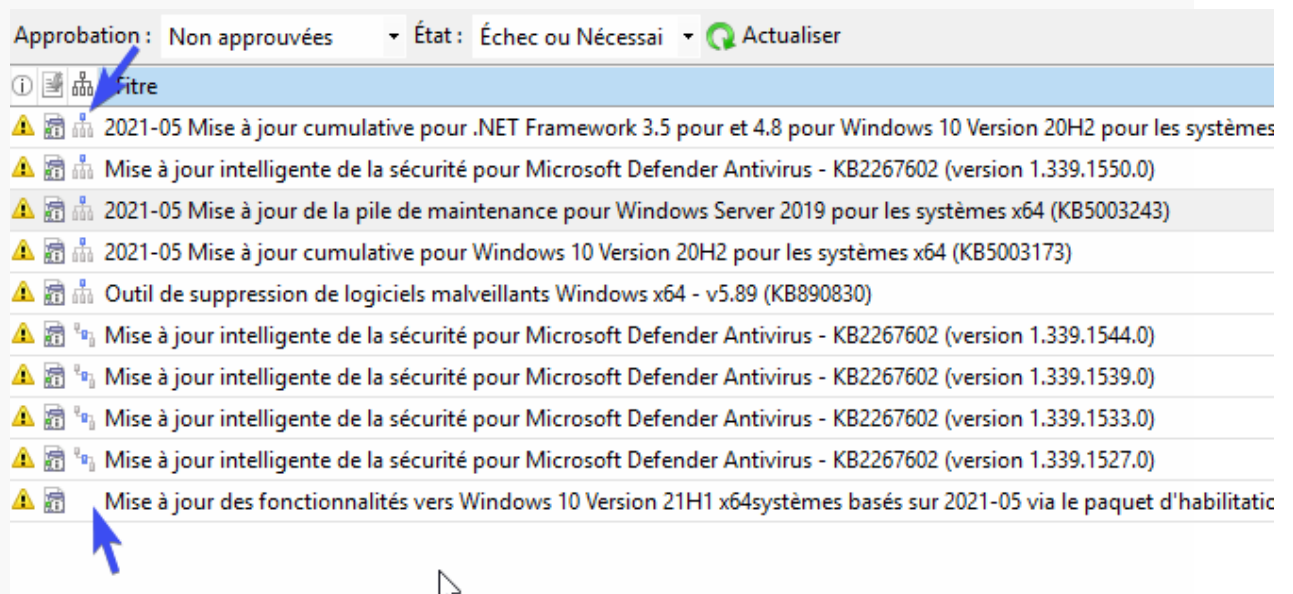 Approbation : Non approuvées État : Échec ou Nécessai Actualiser
Titre
2021-05 Mise à jour cumulative pour .NET Framework 3.5 pour et 4.8 pour Windows 10 Version 20H2 pour les systèmes
Mise à jour intelligente de la sécurité pour Microsoft Defender Antivirus - KB2267602 (version 1.339.1550.0)
2021-05 Mise à jour de la pile de maintenance pour Windows Server 2019 pour les systèmes x64 (KB5003243)
2021-05 Mise à jour cumulative pour Windows 10 Version 20H2 pour les systèmes x64 (KB5003173)
Outil de suppression de logiciels malveillants Windows x64 - v5.89 (KB890830)
Mise à jour intelligente de la sécurité pour Microsoft Defender Antivirus - KB2267602 (version 1.339.1544.0)
Mise à jour intelligente de la sécurité pour Microsoft Defender Antivirus - KB2267602 (version 1.339.1539.0)
Mise à jour intelligente de la sécurité pour Microsoft Defender Antivirus - KB2267602 (version 1.339.1533.0)
Mise à jour intelligente de la sécurité pour Microsoft Defender Antivirus - KB2267602 (version 1.339.1527.0)
Mise à jour des fonctionnalités vers Windows 10 Version 21H1 x64systèmes basés sur 2021-05 via le paquet d'habilitatio